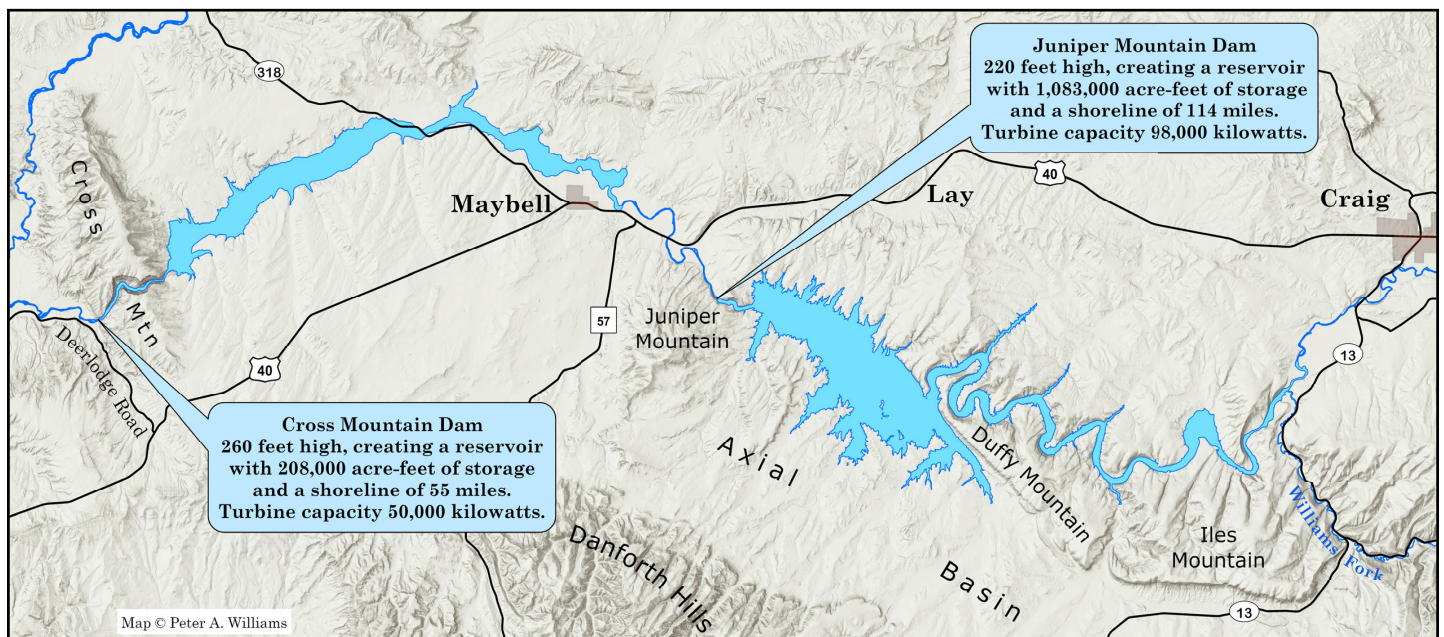 Juniper Mountain Dam
220 feet high, creating a reservoir
with 1,083,000 acre-feet of storage
and a shoreline of 114 miles.
Turbine capacity 98,000 kilowatts.
318
Cross
Mtn
Maybell
Lay
40
Craig
57
Juniper
Mountain
13
Deerlodge Road
40
Cross Mountain Dam
260 feet high, creating a reservoir
with 208,000 acre-feet of storage
and a shoreline of 55 miles.
Turbine capacity 50,000 kilowatts.
Axial
Basin
Duffy Mountain
Danforth Hills
Iles
Mountain
Williams Fork
13
Map © Peter A. Williams